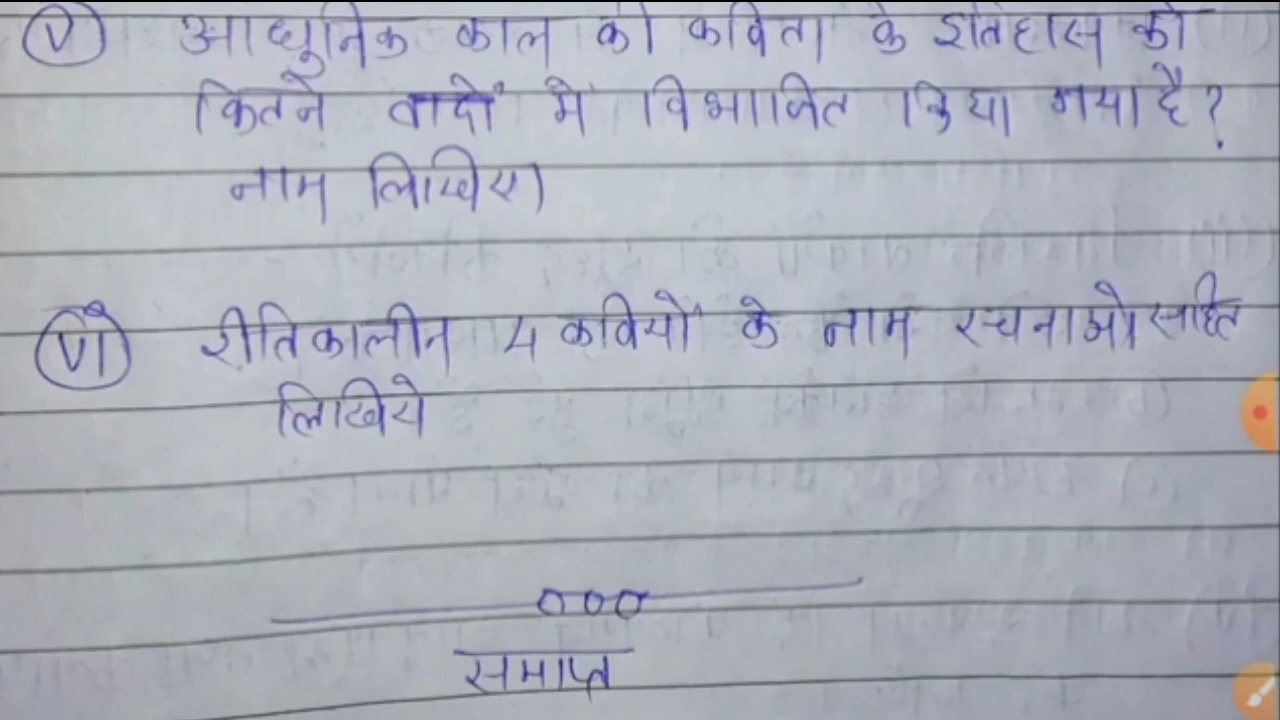 (V) आधुनिक काल की कविता के इतिहास को
कितने वादों में विभाजित किया गया है?
नाम लिखिए।
(VI) रीतिकालीन 4 कवियों के नाम रचनाओं सहित
लिखिये
000
समाप्त